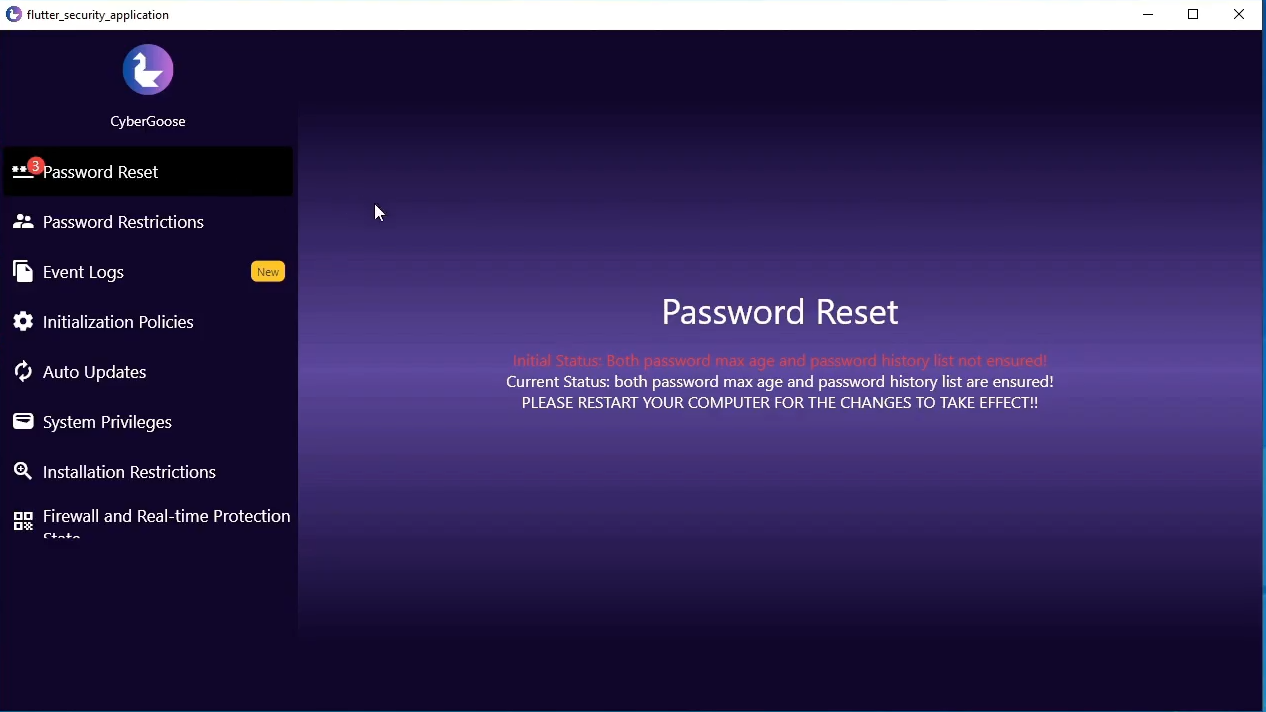 flutter_security_application
CyberGoose
3
Password Reset
Password Restrictions
Event Logs
New
Initialization Policies
Auto Updates
System Privileges
Installation Restrictions
Firewall and Real-time Protection
State
Password Reset
Initial Status: Both password max age and password history list not ensured!
Current Status: both password max age and password history list are ensured!
PLEASE RESTART YOUR COMPUTER FOR THE CHANGES TO TAKE EFFECT!!